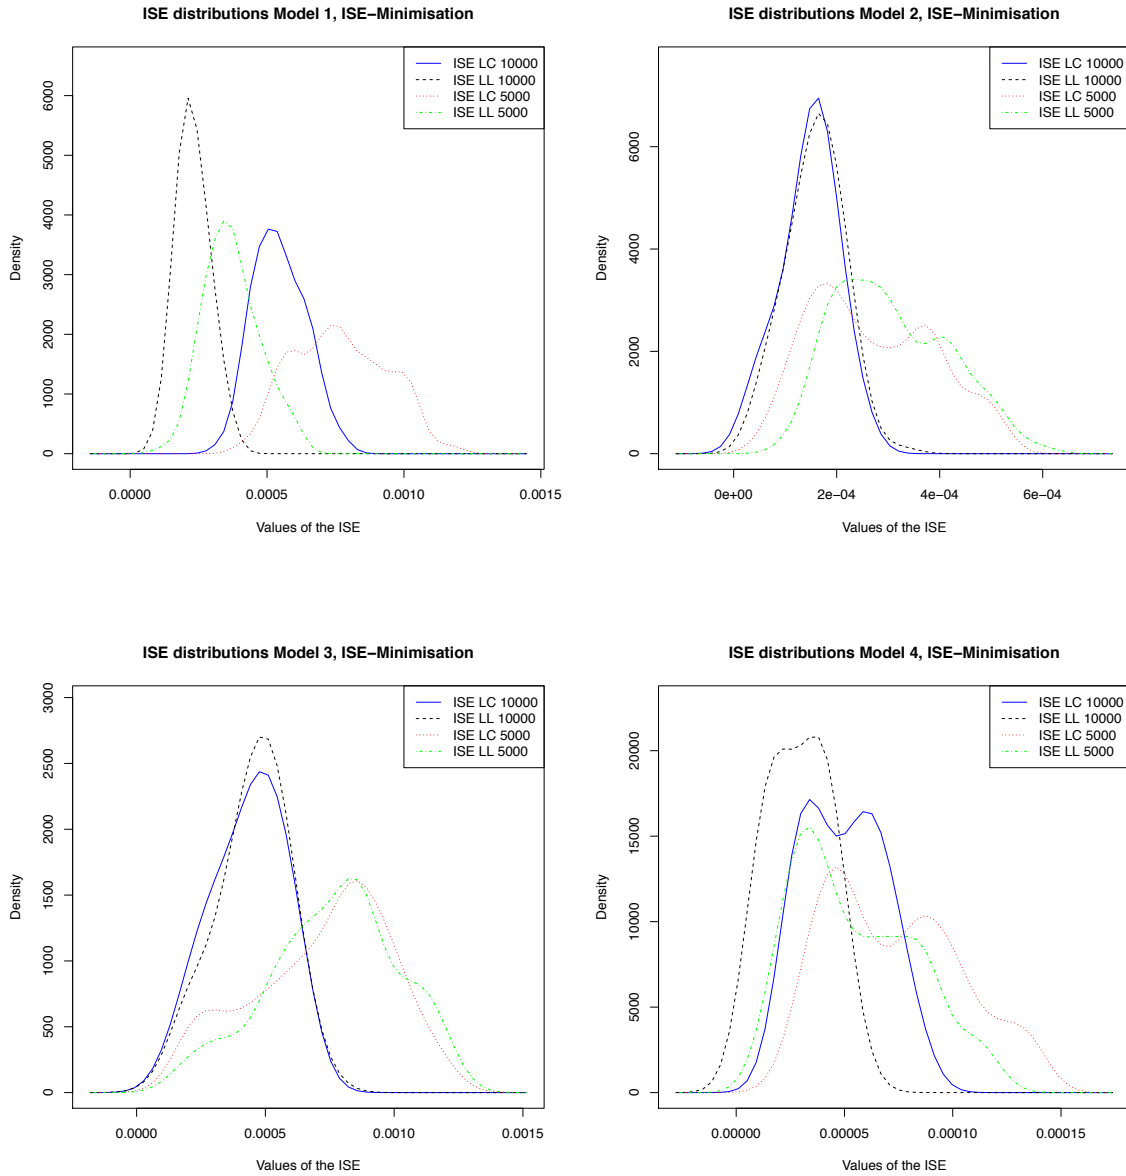 ISE distributions Model 1, ISE−Minimisation
ISE LC 10000
ISE LL 10000
ISE LC 5000
ISE LL 5000
Density
0
1000
2000
3000
4000
5000
6000
0.0000
0.0005
0.0010
0.0015
Values of the ISE
ISE distributions Model 2, ISE−Minimisation
ISE LC 10000
ISE LL 10000
ISE LC 5000
ISE LL 5000
Density
0
2000
4000
6000
0e+00
2e−04
4e−04
6e−04
Values of the ISE
ISE distributions Model 3, ISE−Minimisation
ISE LC 10000
ISE LL 10000
ISE LC 5000
ISE LL 5000
Density
0
500
1000
1500
2000
2500
3000
0.0000
0.0005
0.0010
0.0015
Values of the ISE
ISE distributions Model 4, ISE−Minimisation
ISE LC 10000
ISE LL 10000
ISE LC 5000
ISE LL 5000
Density
0
5000
10000
15000
20000
0.00000
0.00005
0.00010
0.00015
Values of the ISE